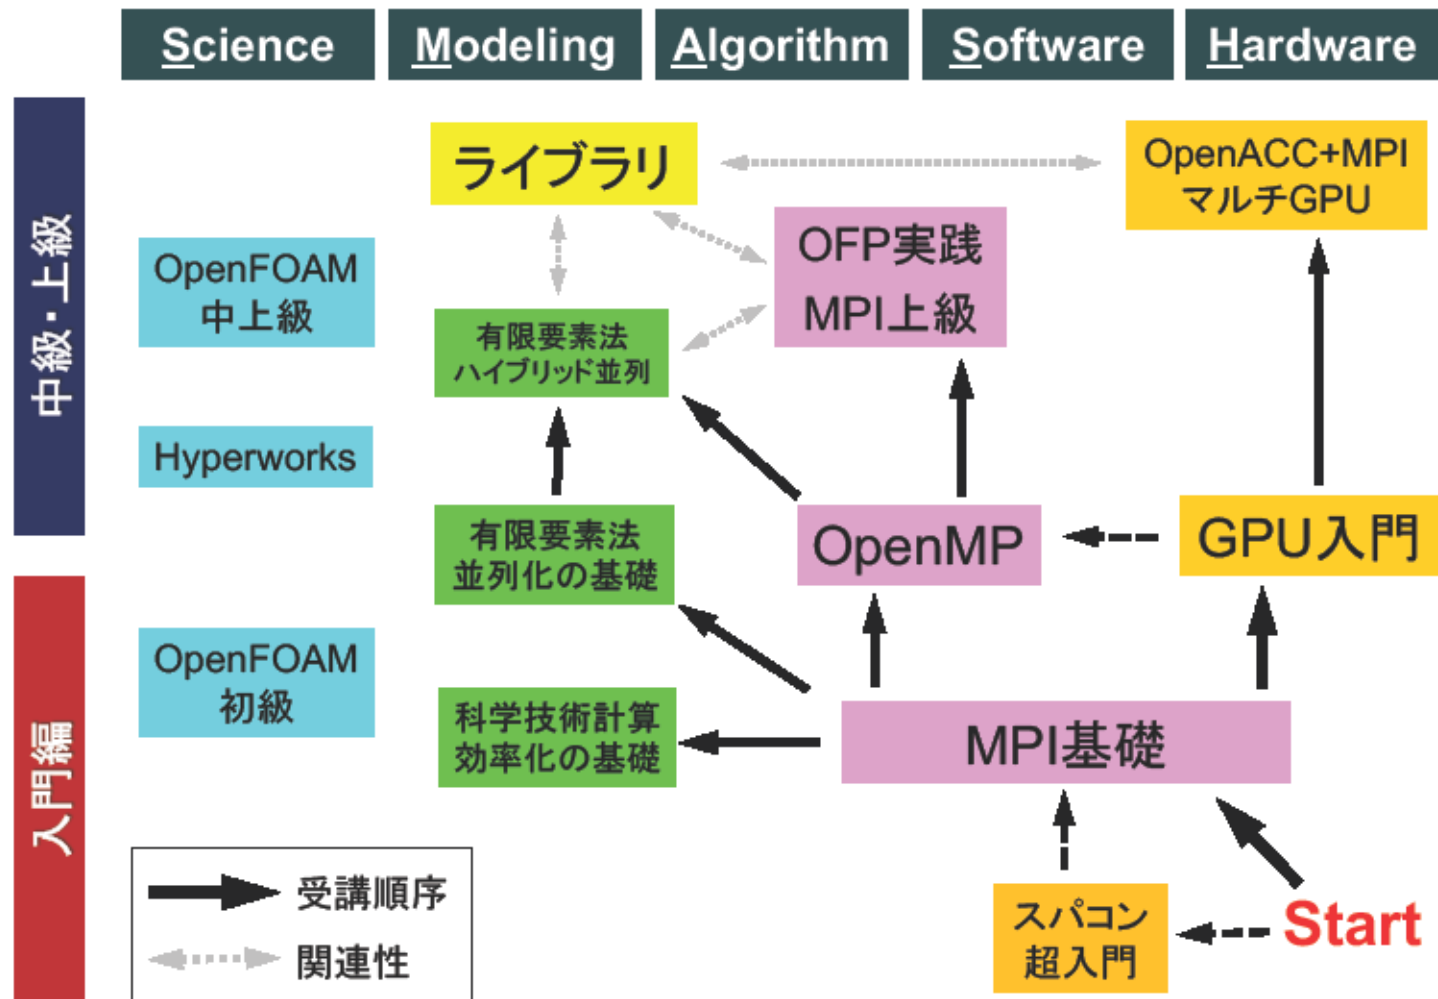 Science
Modeling
Algorithm
Software
Hardware
中級・上級
入門編
ライブラリ
OpenACC+MPI
マルチGPU
OFP実践
MPI上級
OpenFOAM
中上級
有限要素法
ハイブリッド並列
Hyperworks
有限要素法
並列化の基礎
OpenMP
GPU入門
OpenFOAM
初級
科学技術計算
効率化の基礎
MPI基礎
スパコン
超入門
Start
受講順序
関連性